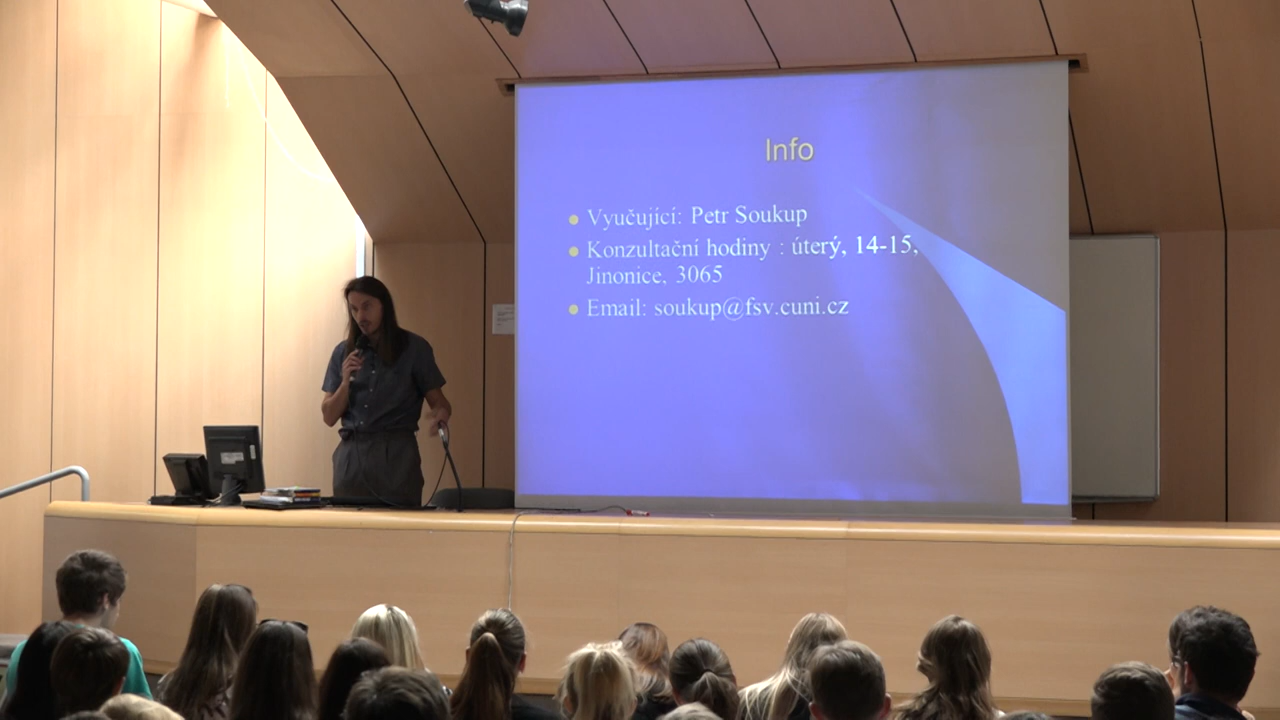 Info
Vyučující: Petr Soukup
Konzultační hodiny : úterý, 14-15,
Jinonice, 3065
Email: soukup@fsv.cuni.cz